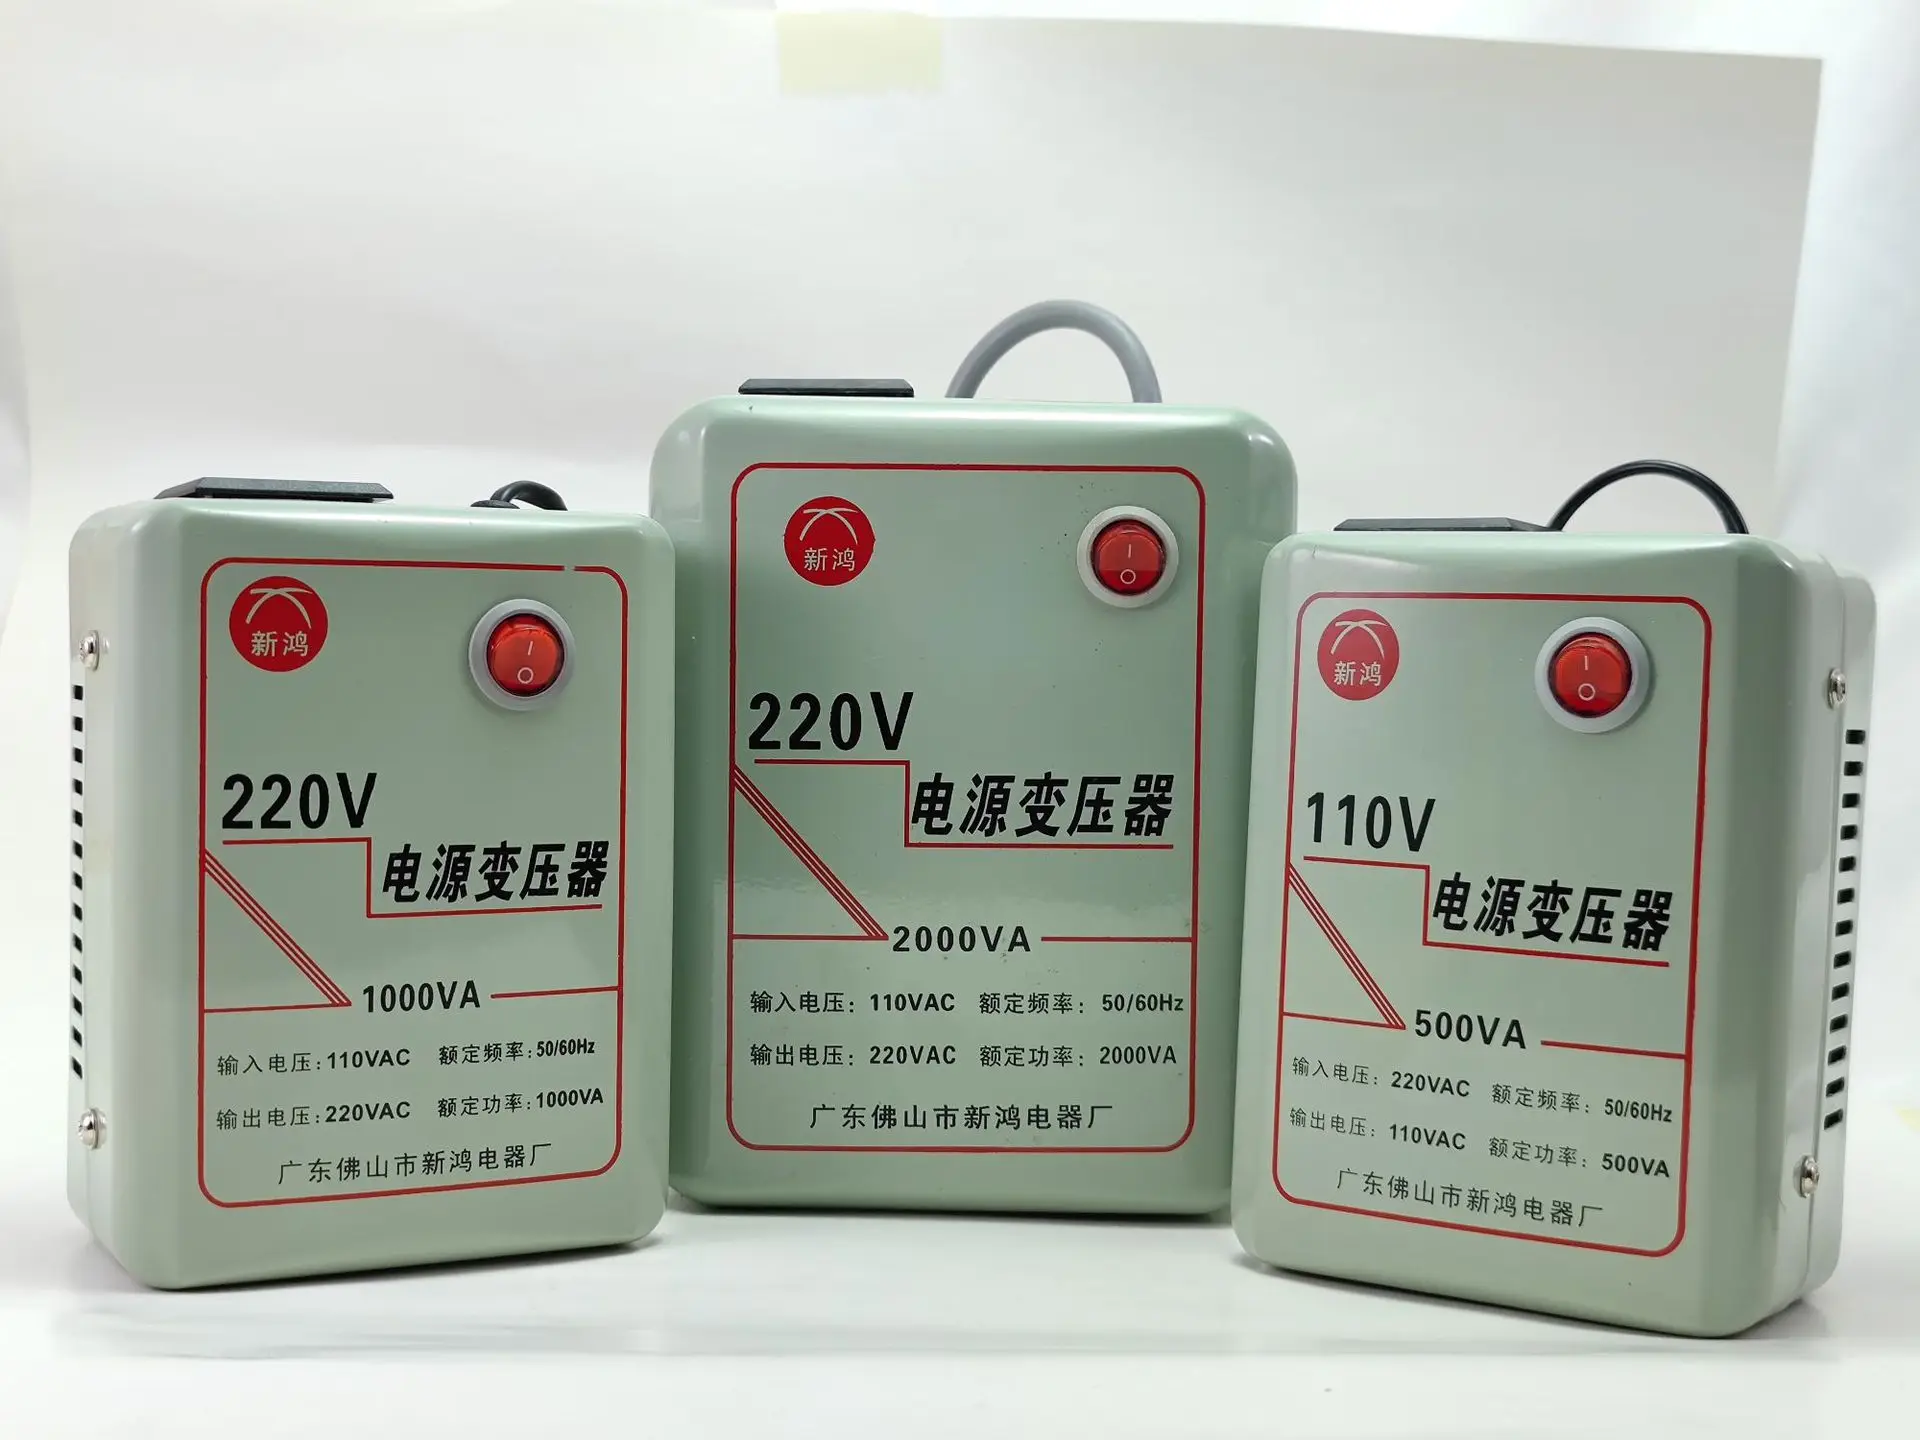 新鸿
220V
电源变压器
1000VA
输入电压:110VAC 额定频率:50/60Hz
输出电压:220VAC 额定功率:1000VA
广东佛山市新鸿电器厂
新鸿
220V
电源变压器
2000VA
输入电压: 110VAC 额定频率: 50/60Hz
输出电压: 220VAC 额定功率: 2000VA
广东佛山市新鸿电器厂
新鸿
110V
电源变压器
500VA
输入电压: 220VAC 额定频率: 50/60Hz
输出电压: 110VAC 额定功率: 500VA
广东佛山市新鸿电器厂